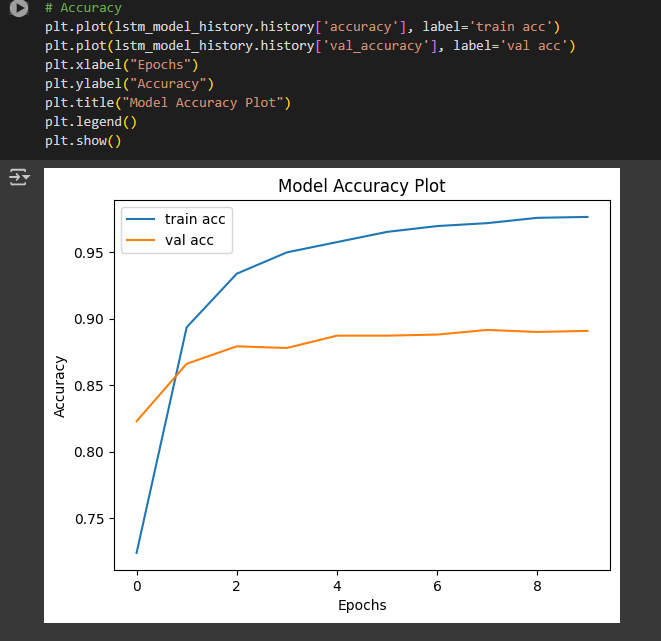 # Accuracy
plt.plot(lstm_model_history.history['accuracy'], label='train acc')
plt.plot(lstm_model_history.history['val_accuracy'], label='val acc')
plt.xlabel("Epochs")
plt.ylabel("Accuracy")
plt.title("Model Accuracy Plot")
plt.legend()
plt.show()
Model Accuracy Plot
train acc
val acc
0.95
0.90
0.85
0.80
0.75
Accuracy
0 2 4 6 8
Epochs